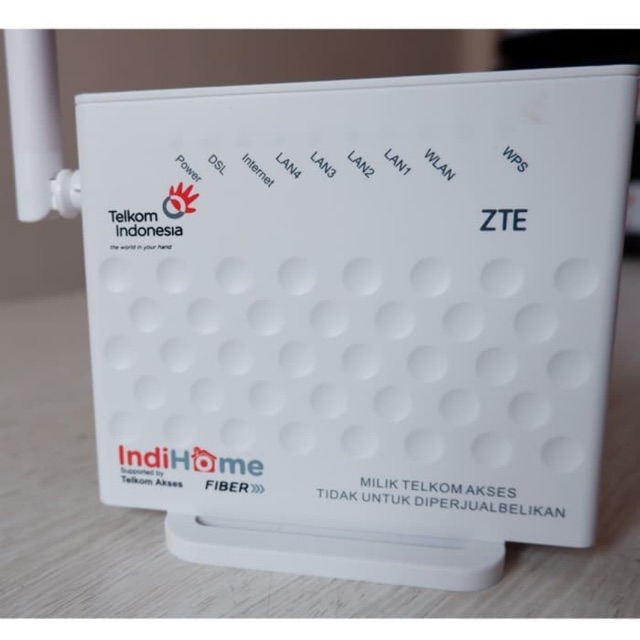 Power DSL Internet LAN4 LAN3 LAN2 LAN1 WLAN WPS
Telkom
Indonesia
the world in your hand
ZTE
IndiHome
Supported by
Telkom Akses
FIBER
MILIK TELKOM AKSES
TIDAK UNTUK DIPERJUALBELIKAN